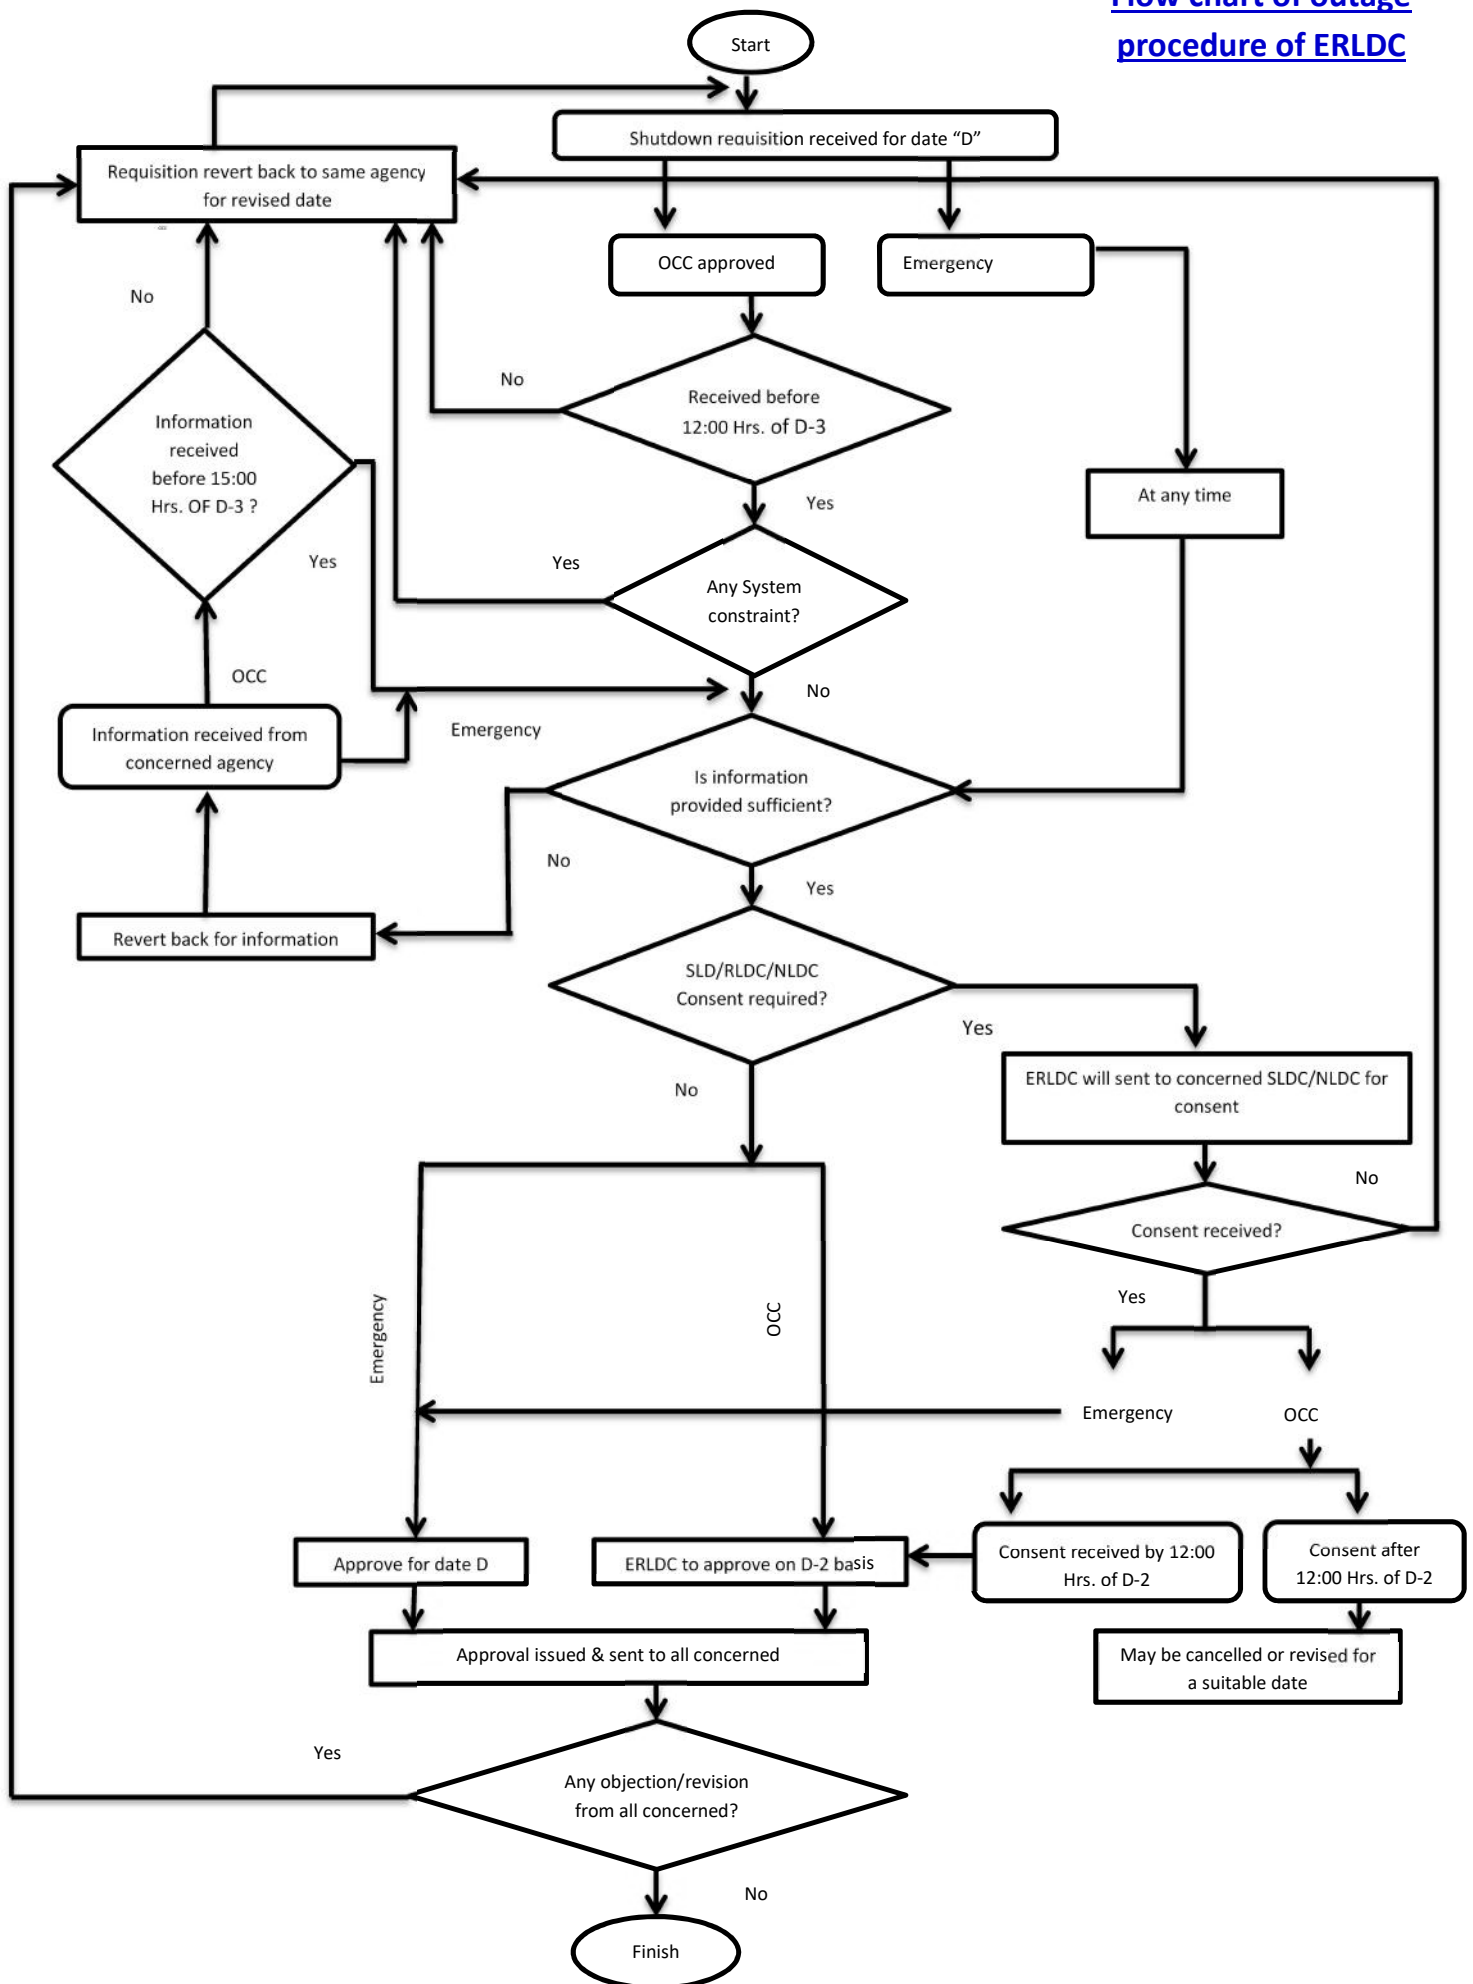 Flow chart of outage
procedure of ERLDC
Start
Shutdown requisition received for date “D”
Requisition revert back to same agency
for revised date
OCC approved
Emergency
No
No
Received before
12:00 Hrs. of D-3
Information
received
before 15:00
Hrs. OF D-3 ?
At any time
Yes
Yes
Yes
Any System
constraint?
OCC
No
Emergency
Information received from
concerned agency
Is information
provided sufficient?
No
Yes
Revert back for information
SLD/RLDC/NLDC
Consent required?
Yes
ERLDC will sent to concerned SLDC/NLDC for
consent
No
No
Consent received?
Yes
Emergency
OCC
Emergency
OCC
Approve for date D
ERLDC to approve on D-2 basis
Consent received by 12:00
Hrs. of D-2
Consent after
12:00 Hrs. of D-2
Approval issued & sent to all concerned
May be cancelled or revised for
a suitable date
Yes
Any objection/revision
from all concerned?
No
Finish